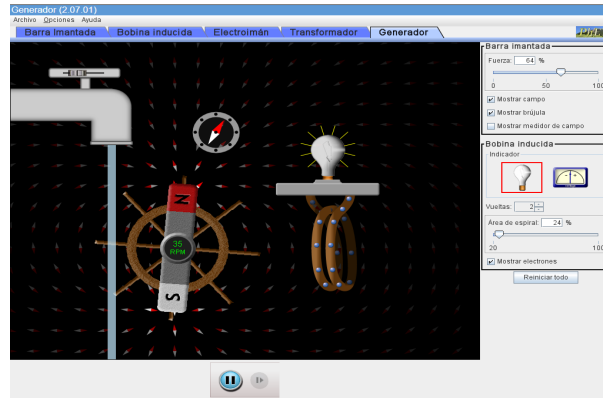 Generador (2.07.01)
Archivo Opciones Ayuda
Barra Imantada
Bobina inducida
Electroimán
Transformador
Generador
PhET
Barra imantada
Fuerza: 64 %
0 50 100
Mostrar campo
Mostrar brújula
Mostrar medidor de campo
Bobina inducida
Indicador
Vueltas: 2
Área de espiral: 24 %
20 100
Mostrar electrones
Reiniciar todo
N
35
RPM
S